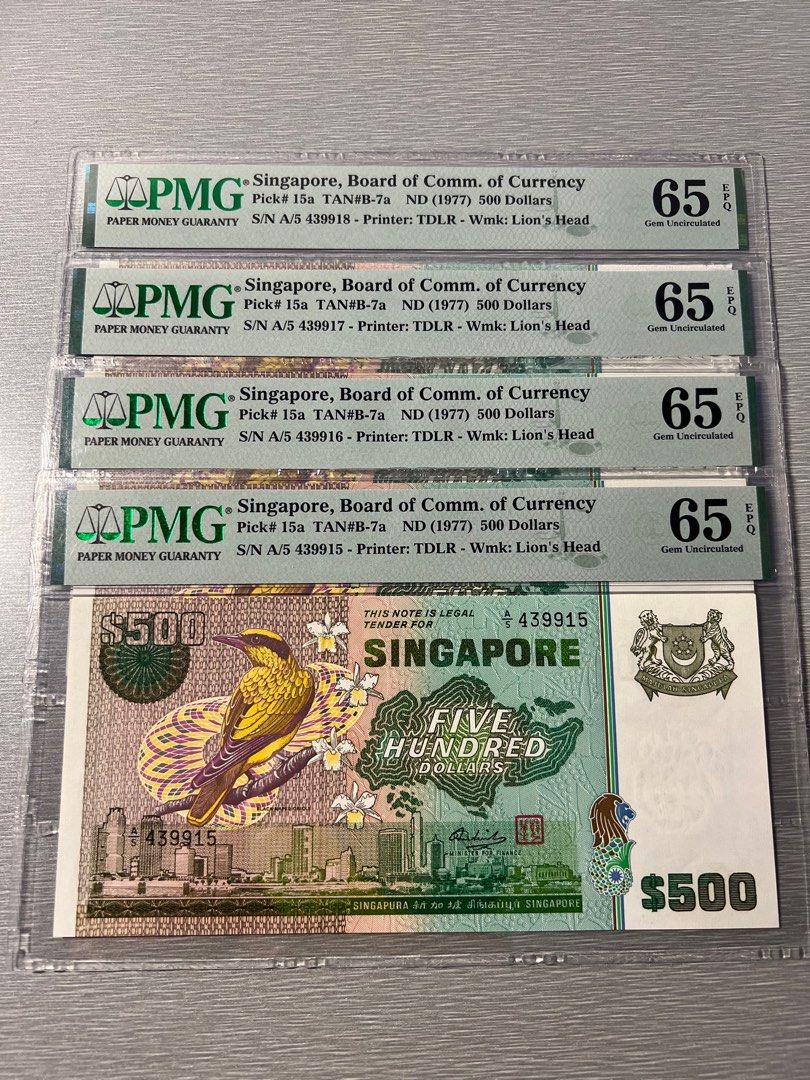 PMG®
PAPER MONEY GUARANTY
Singapore, Board of Comm. of Currency
Pick# 15a TAN#B-7a ND (1977) 500 Dollars
S/N A/5 439918 - Printer: TDLR - Wmk: Lion's Head
65 EPQ
Gem Uncirculated
PMG®
PAPER MONEY GUARANTY
Singapore, Board of Comm. of Currency
Pick# 15a TAN#B-7a ND (1977) 500 Dollars
S/N A/5 439917 - Printer: TDLR - Wmk: Lion's Head
65 EPQ
Gem Uncirculated
PMG®
PAPER MONEY GUARANTY
Singapore, Board of Comm. of Currency
Pick# 15a TAN#B-7a ND (1977) 500 Dollars
S/N A/5 439916 - Printer: TDLR - Wmk: Lion's Head
65 EPQ
Gem Uncirculated
PMG®
PAPER MONEY GUARANTY
Singapore, Board of Comm. of Currency
Pick# 15a TAN#B-7a ND (1977) 500 Dollars
S/N A/5 439915 - Printer: TDLR - Wmk: Lion's Head
65 EPQ
Gem Uncirculated
$500
THIS NOTE IS LEGAL
TENDER FOR
A/5 439915
SINGAPORE
FIVE
HUNDRED
DOLLARS
MAJULAH SINGAPURA
A/5 439915
MINISTER FOR FINANCE
SINGAPURA 新加坡 சிங்கப்பூர் SINGAPORE
$500